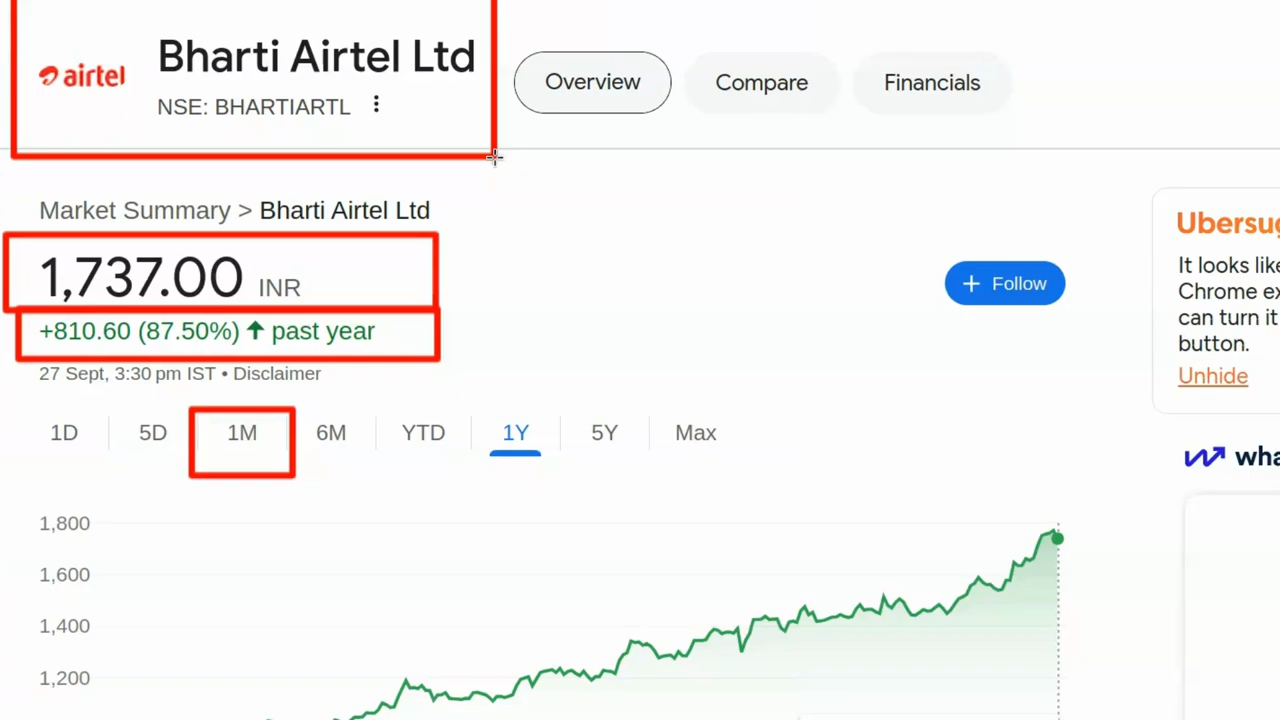 airtel
Bharti Airtel Ltd
NSE: BHARTIARTL
Overview
Compare
Financials
Market Summary > Bharti Airtel Ltd
1,737.00 INR
+810.60 (87.50%) ↑ past year
27 Sept, 3:30 pm IST • Disclaimer
+ Follow
1D 5D 1M 6M YTD 1Y 5Y Max
1,800
1,600
1,400
1,200
It looks like
Chrome
can turn it
button.
Unhide